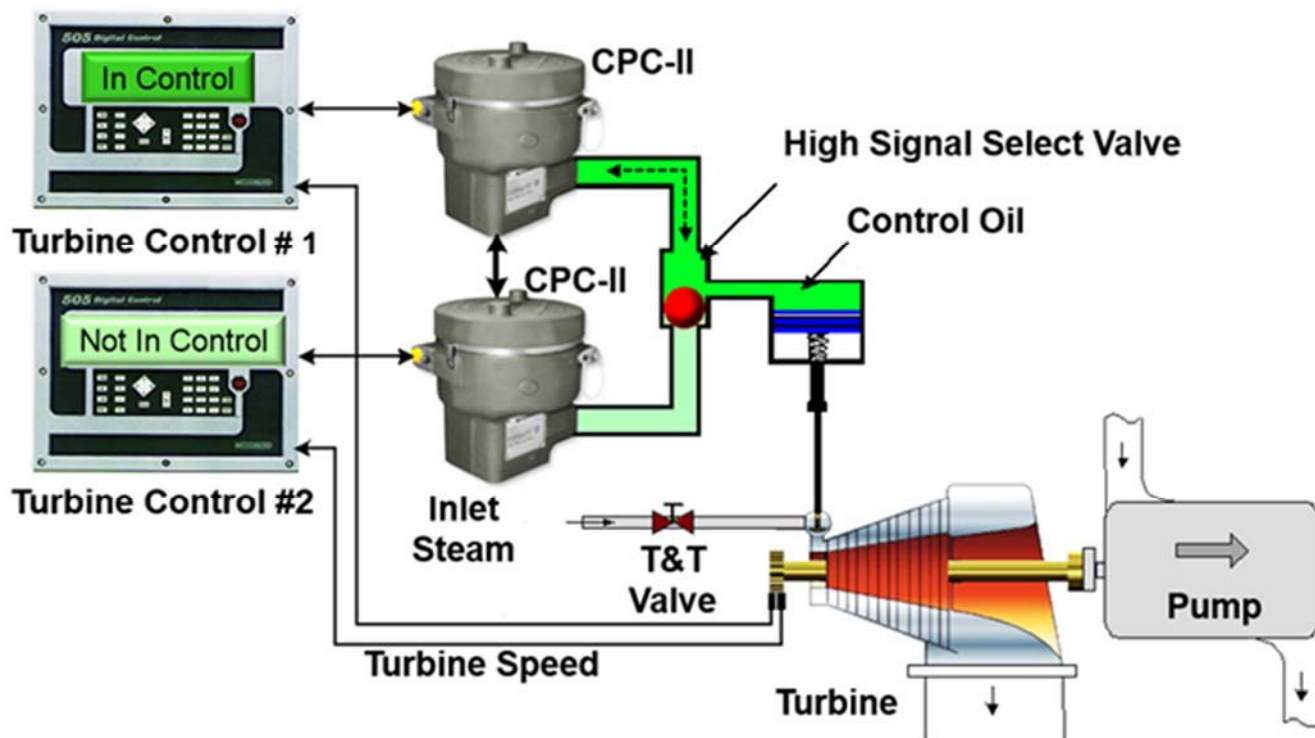 505 Digital Control
In Control
Turbine Control # 1
505 Digital Control
Not In Control
Turbine Control #2
CPC-II
CPC-II
High Signal Select Valve
Control Oil
Inlet
Steam
T&T
Valve
Turbine Speed
Turbine
Pump